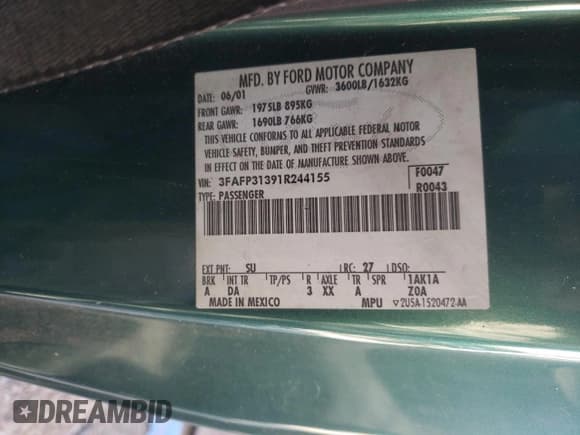 MFD. BY FORD MOTOR COMPANY
DATE: 06/01 GVWR: 3600LB/1632KG
FRONT GAWR: 1975LB 895KG
REAR GAWR: 1690LB 766KG
THIS VEHICLE CONFORMS TO ALL APPLICABLE FEDERAL MOTOR
VEHICLE SAFETY, BUMPER, AND THEFT PREVENTION STANDARDS
IN EFFECT ON THE DATE OF MANUFACTURE SHOWN ABOVE.
VIN: 3FAFP31391R244155 F0047
TYPE: PASSENGER R0043
EXT PNT: SU RC: 27 DSO:
BRK INT TR TP/PS R AXLE TR SPR 1AK1A
A DA 3 XX A Z0A
MADE IN MEXICO MPU ▽2U5A-1520472-AA
DREAMBID